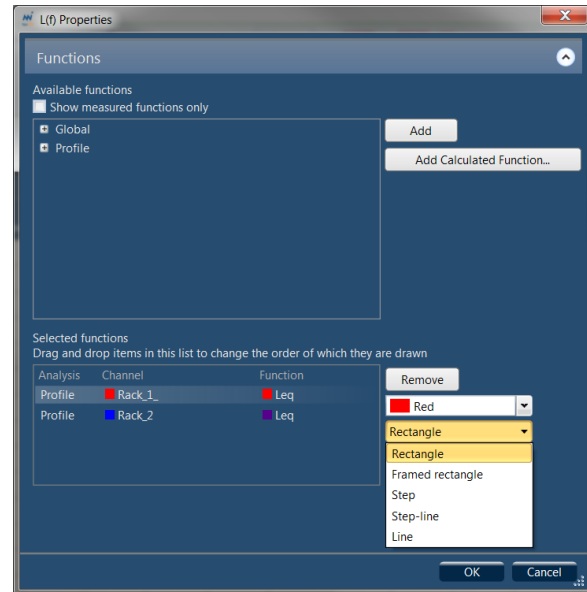 L(f) Properties
Functions
Available functions
Show measured functions only
Global
Profile
Add
Add Calculated Function...
Selected functions
Drag and drop items in this list to change the order of which they are drawn
Analysis Channel Function
Profile Rack_1_ Leq
Profile Rack_2 Leq
Remove
Red
Rectangle
Rectangle
Framed rectangle
Step
Step-line
Line
OK Cancel